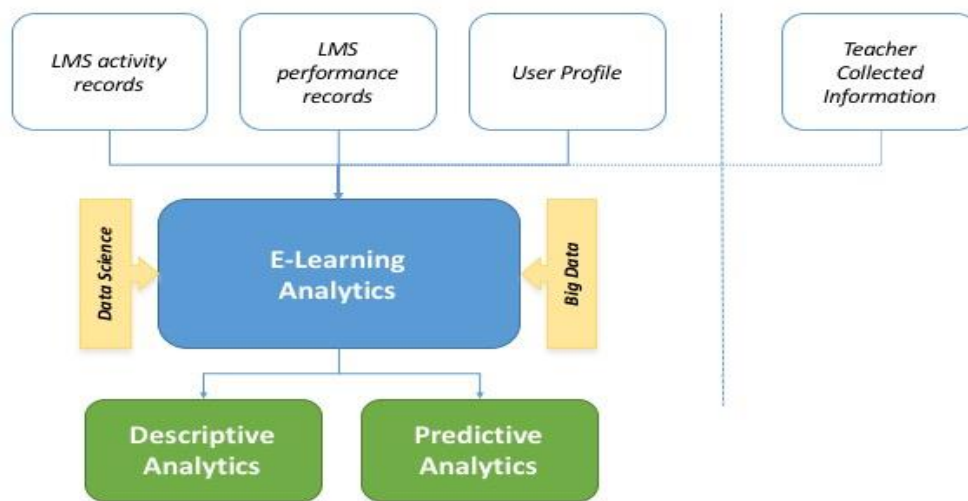 LMS activity
records
LMS
performance
records
User Profile
Teacher
Collected
Information
Data Science
E-Learning
Analytics
Big Data
Descriptive
Analytics
Predictive
Analytics